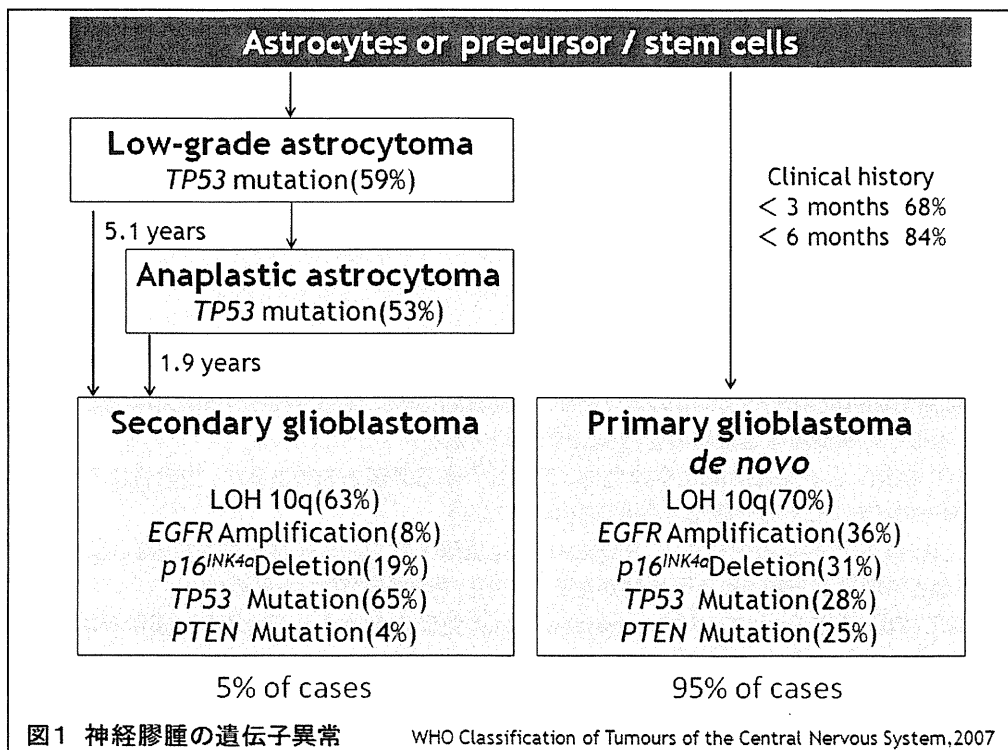 Astrocytes or precursor / stem cells
Low-grade astrocytoma
TP53 mutation(59%)
5.1 years
Anaplastic astrocytoma
TP53 mutation(53%)
1.9 years
Clinical history
< 3 months 68%
< 6 months 84%
Secondary glioblastoma
LOH 10q(63%)
EGFR Amplification(8%)
p16INK4aDeletion(19%)
TP53 Mutation(65%)
PTEN Mutation(4%)
5% of cases
Primary glioblastoma
de novo
LOH 10q(70%)
EGFR Amplification(36%)
p16INK4aDeletion(31%)
TP53 Mutation(28%)
PTEN Mutation(25%)
95% of cases
図1 神経膠腫の遺伝子異常
WHO Classification of Tumours of the Central Nervous System,2007